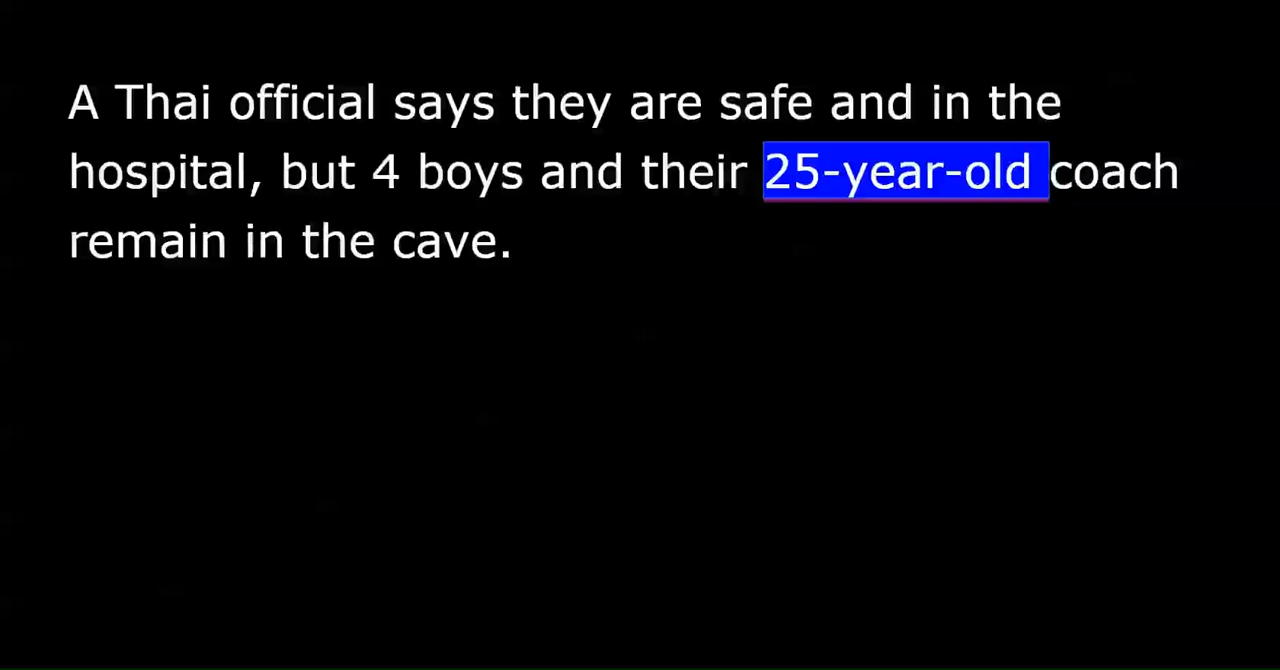 A Thai official says they are safe and in the
hospital, but 4 boys and their 25-year-old coach
remain in the cave.